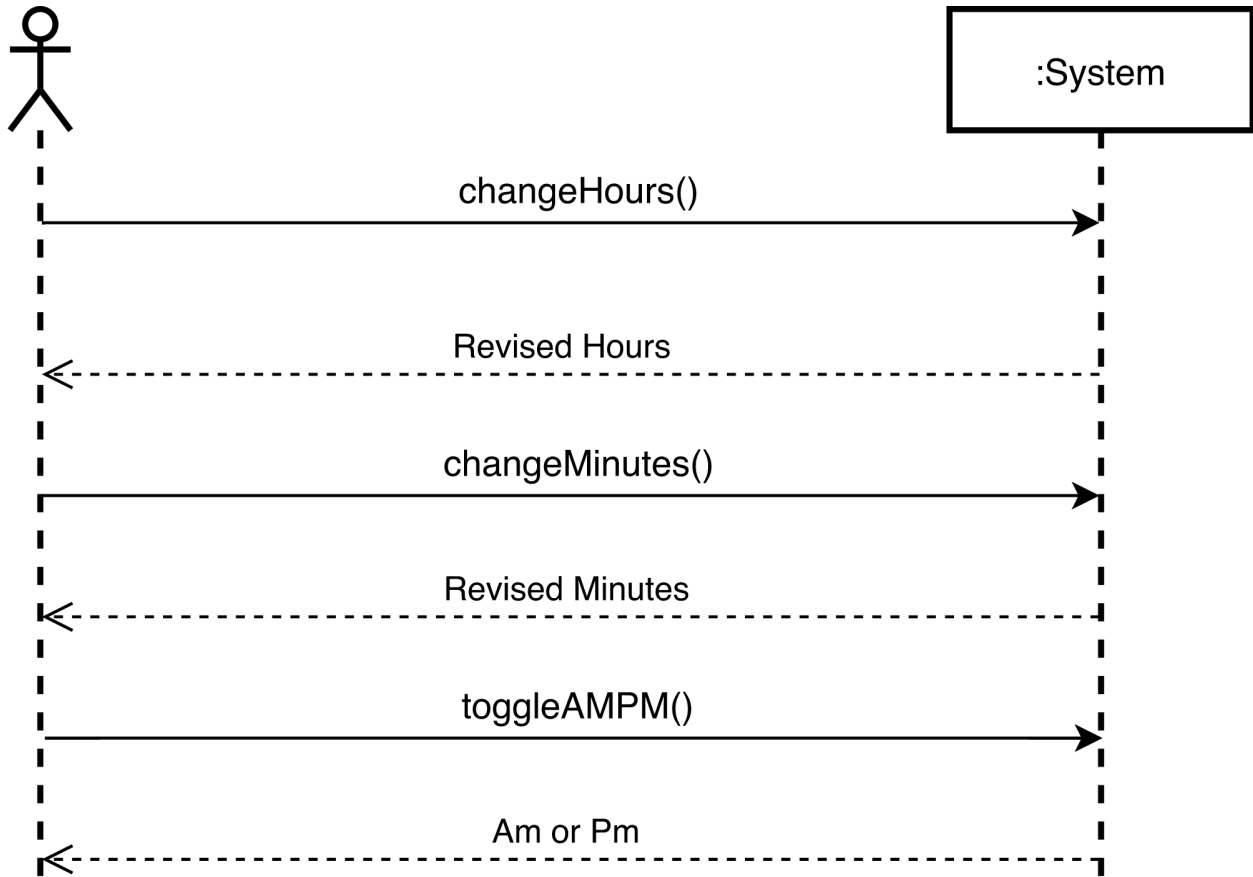 :System
changeHours()
Revised Hours
changeMinutes()
Revised Minutes
toggleAMPM()
Am or Pm